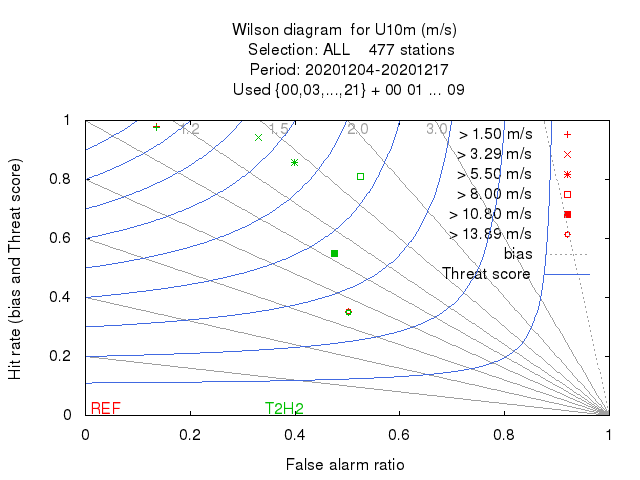 Wilson diagram  for U10m (m/s)
Selection: ALL    477 stations
Period: 20201204-20201217
Used {00,03,...,21} + 00 01 ... 09
1.2 1.5 2.0 3.0
> 1.50 m/s
> 3.29 m/s
> 5.50 m/s
> 8.00 m/s
> 10.80 m/s
> 13.89 m/s
bias
Threat score
1
0.8
0.6
0.4
0.2
0
REF T2H2
0 0.2 0.4 0.6 0.8 1
False alarm ratio
Hit rate (bias and Threat score)